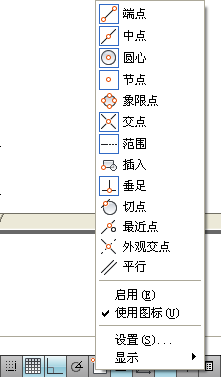 端点
中点
圆心
节点
象限点
交点
范围
插入
垂足
切点
最近点
外观交点
平行
启用(E)
使用图标(U)
设置(S)...
显示